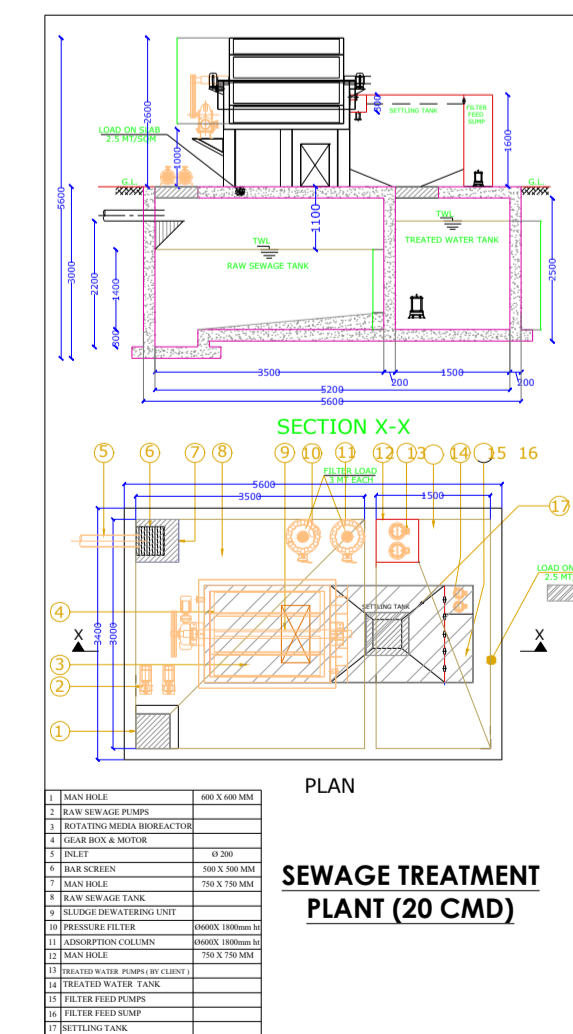 2600
500
SETTLING TANK
FILTER
FEED
SUMP
LOAD ON SLAB
2.5 MT/SQM
1000
1600
G.L.
G.L.
5600
1100
TWL
TWL
RAW SEWAGE TANK
TREATED WATER TANK
3000
2200
1400
2500
800
3500
200
1500
200
5200
5600
SECTION X-X
5 6 7 8 9 10 11 12 13 14 15 16
FILTER LOAD
3 MT EACH
5600
3500
1500
17
LOAD ON
2.5 MT
4
SETTLING TANK
3400
3000
X
X
3
2
1
PLAN
1 MAN HOLE 600 X 600 MM
2 RAW SEWAGE PUMPS
3 ROTATING MEDIA BIOREACTOR
4 GEAR BOX & MOTOR
5 INLET Ø 200
6 BAR SCREEN 500 X 500 MM
7 MAN HOLE 750 X 750 MM
8 RAW SEWAGE TANK
9 SLUDGE DEWATERING UNIT
10 PRESSURE FILTER Ø600X 1800mm ht
11 ADSORPTION COLUMN Ø600X 1800mm ht
12 MAN HOLE 750 X 750 MM
13 TREATED WATER PUMPS ( BY CLIENT )
14 TREATED WATER TANK
15 FILTER FEED PUMPS
16 FILTER FEED SUMP
17 SETTLING TANK
SEWAGE TREATMENT
PLANT (20 CMD)